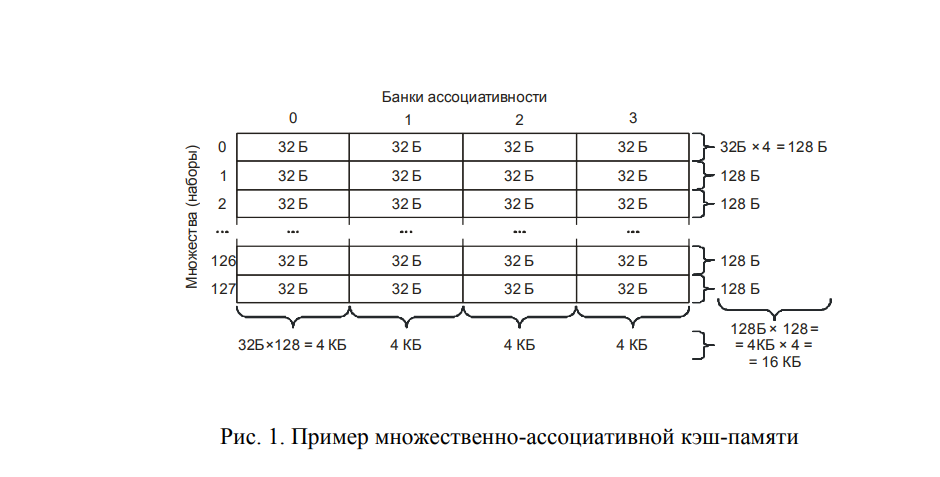 Банки ассоциативности
0 1 2 3
Множества (наборы)
0 32 Б 32 Б 32 Б 32 Б 32Б × 4 = 128 Б
1 32 Б 32 Б 32 Б 32 Б 128 Б
2 32 Б 32 Б 32 Б 32 Б 128 Б
... ... ... ... ...
126 32 Б 32 Б 32 Б 32 Б 128 Б
127 32 Б 32 Б 32 Б 32 Б 128 Б
32Б×128 = 4 КБ 4 КБ 4 КБ 4 КБ
128Б × 128 =
= 4КБ × 4 =
= 16 КБ
Рис. 1. Пример множественно-ассоциативной кэш-памяти